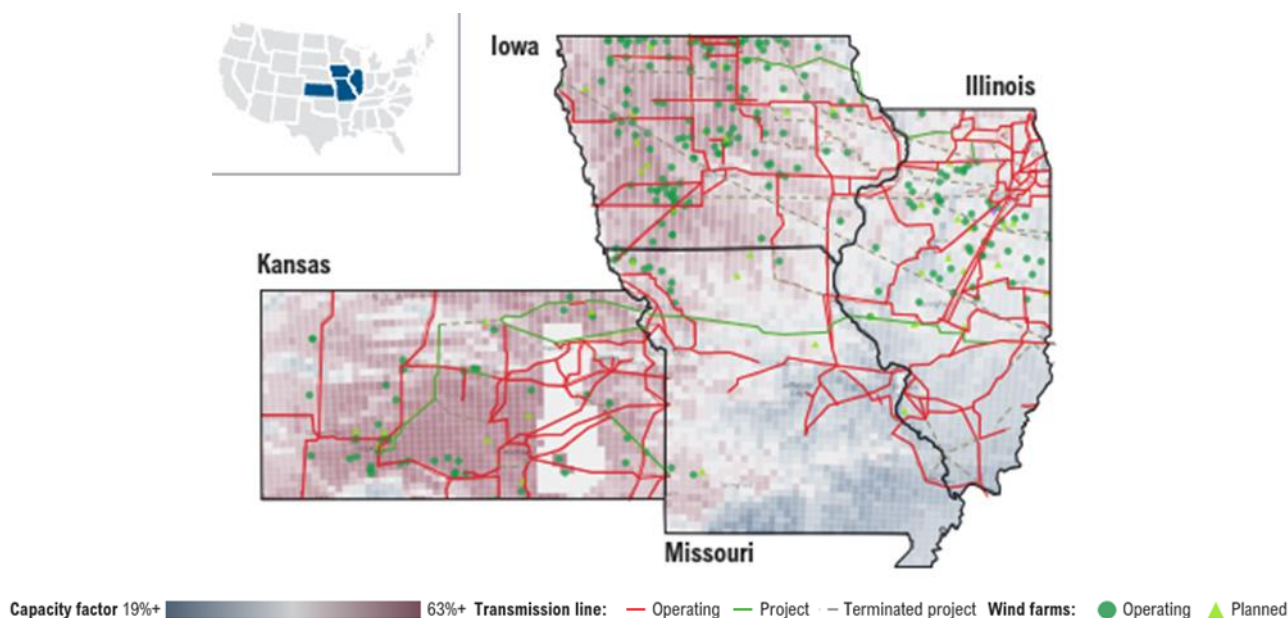 Iowa
Illinois
Kansas
Missouri
Capacity factor 19%+ 63%+ Transmission line: Operating Project Terminated project Wind farms: Operating Planned